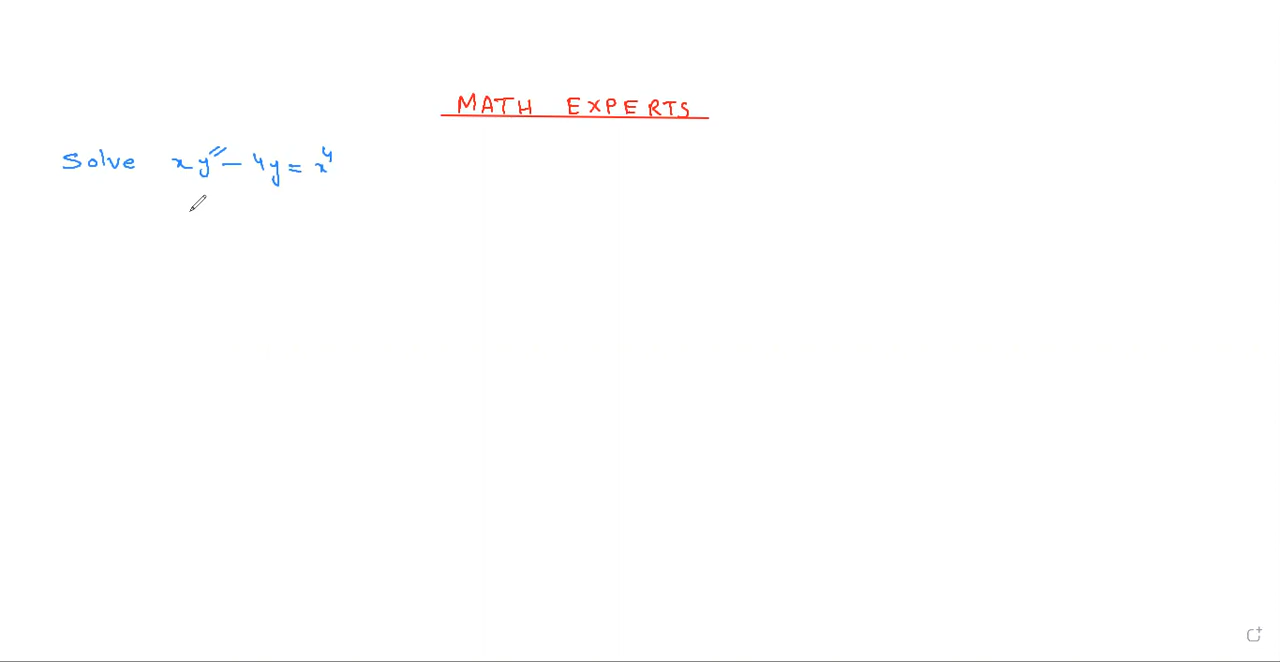 MATH EXPERTS
Solve xy″ − 4y = x⁴